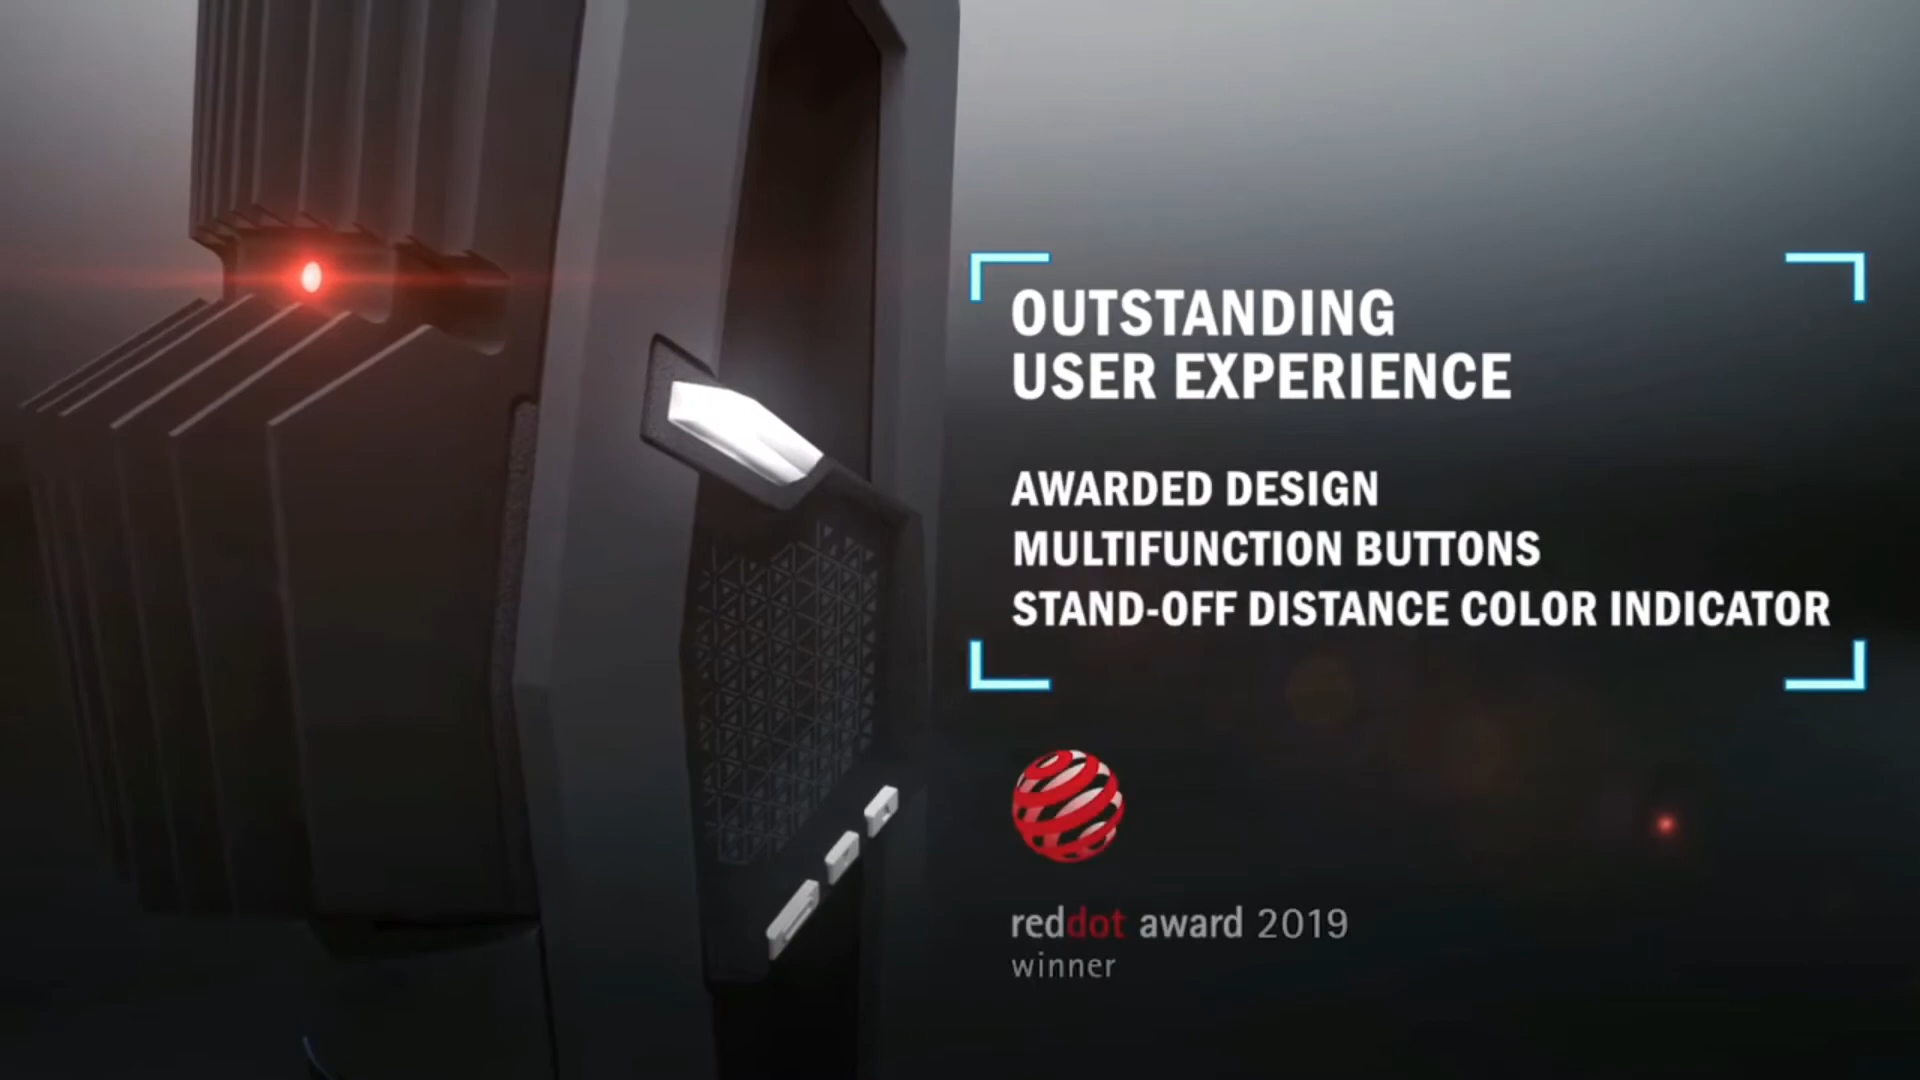 OUTSTANDING
USER EXPERIENCE
AWARDED DESIGN
MULTIFUNCTION BUTTONS
STAND-OFF DISTANCE COLOR INDICATOR
reddot award 2019
winner